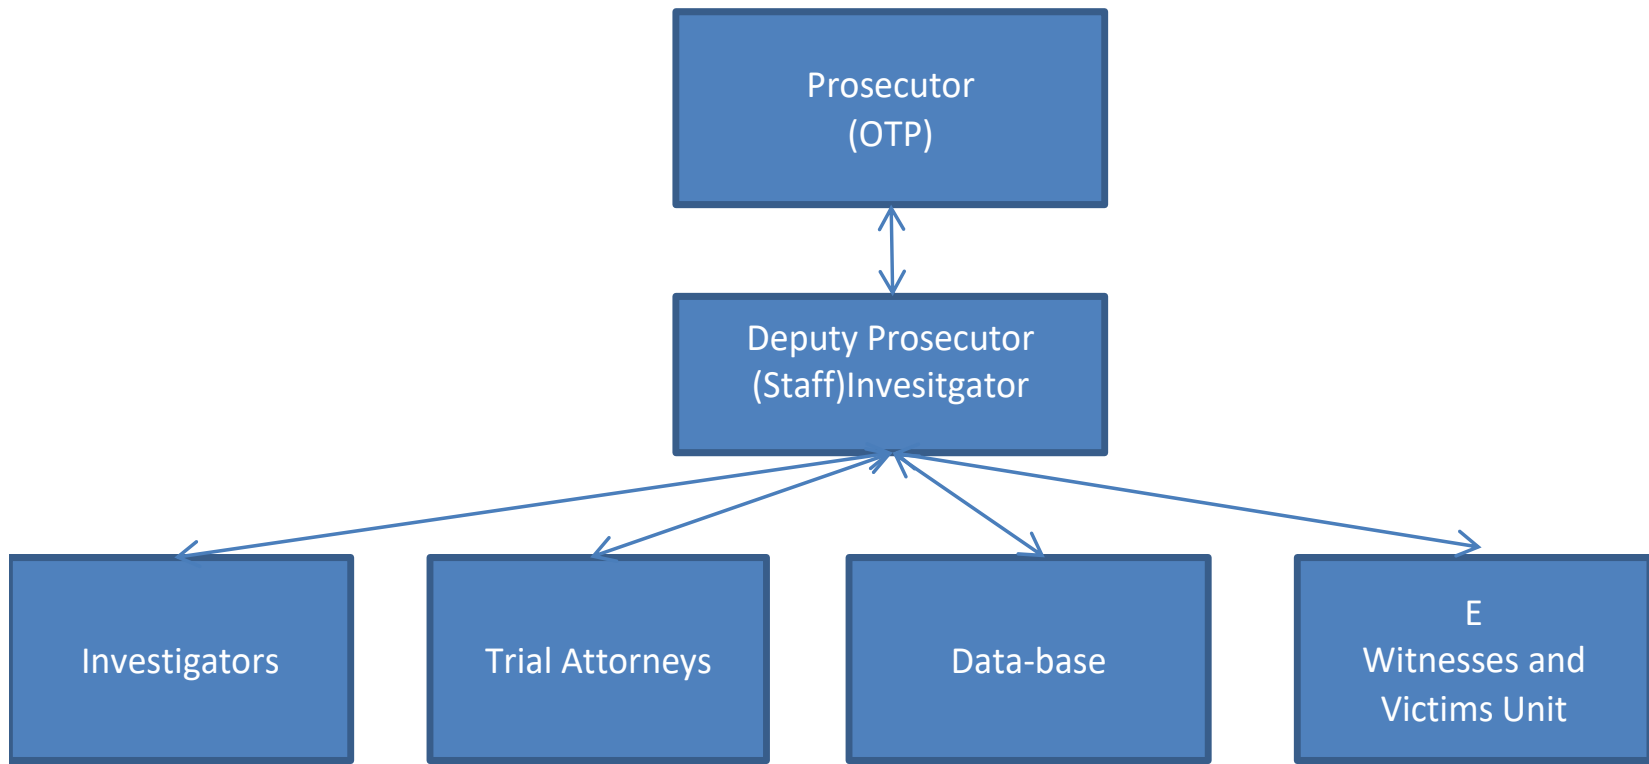 Prosecutor
(OTP)
Deputy Prosecutor
(Staff)Invesitgator
Investigators
Trial Attorneys
Data-base
E
Witnesses and
Victims Unit